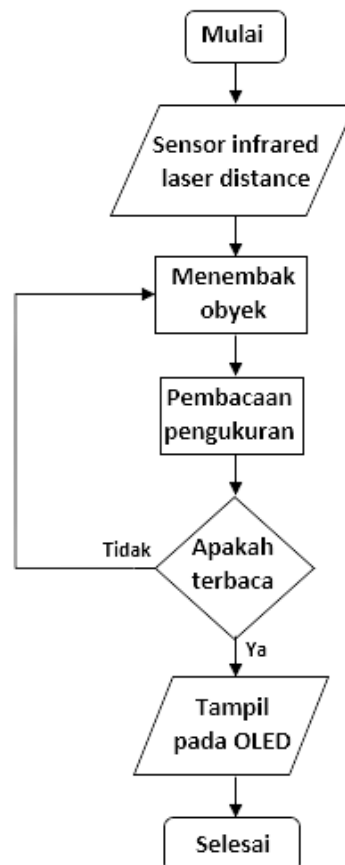 Mulai
Sensor infrared
laser distance
Menembak
obyek
Pembacaan
pengukuran
Tidak
Apakah
terbaca
Ya
Tampil
pada OLED
Selesai